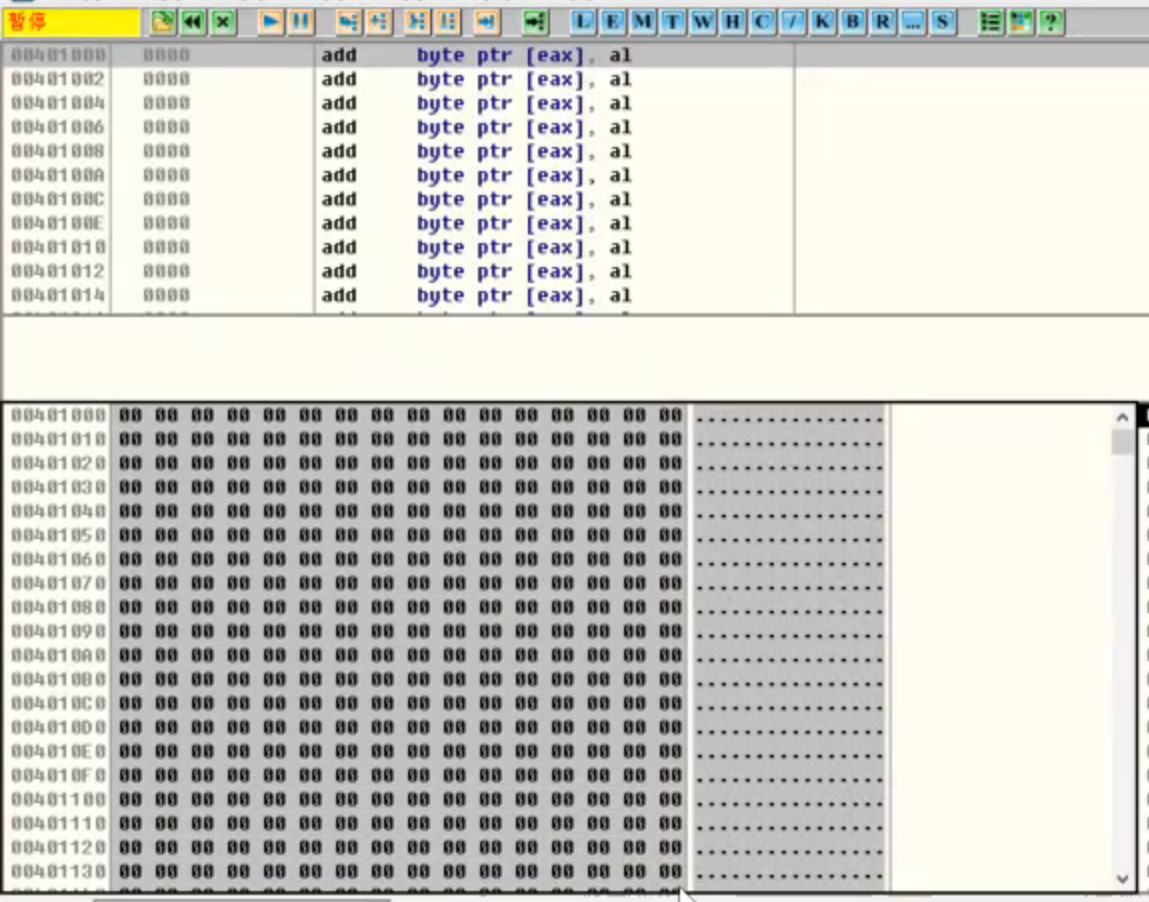 暂停 L E M T W H C / K B R ... S ?
00401000 0000 add byte ptr [eax], al
00401002 0000 add byte ptr [eax], al
00401004 0000 add byte ptr [eax], al
00401006 0000 add byte ptr [eax], al
00401008 0000 add byte ptr [eax], al
0040100A 0000 add byte ptr [eax], al
0040100C 0000 add byte ptr [eax], al
0040100E 0000 add byte ptr [eax], al
00401010 0000 add byte ptr [eax], al
00401012 0000 add byte ptr [eax], al
00401014 0000 add byte ptr [eax], al
00401000 00 00 00 00 00 00 00 00 00 00 00 00 00 00 00 00 ................
00401010 00 00 00 00 00 00 00 00 00 00 00 00 00 00 00 00 ................
00401020 00 00 00 00 00 00 00 00 00 00 00 00 00 00 00 00 ................
00401030 00 00 00 00 00 00 00 00 00 00 00 00 00 00 00 00 ................
00401040 00 00 00 00 00 00 00 00 00 00 00 00 00 00 00 00 ................
00401050 00 00 00 00 00 00 00 00 00 00 00 00 00 00 00 00 ................
00401060 00 00 00 00 00 00 00 00 00 00 00 00 00 00 00 00 ................
00401070 00 00 00 00 00 00 00 00 00 00 00 00 00 00 00 00 ................
00401080 00 00 00 00 00 00 00 00 00 00 00 00 00 00 00 00 ................
00401090 00 00 00 00 00 00 00 00 00 00 00 00 00 00 00 00 ................
004010A0 00 00 00 00 00 00 00 00 00 00 00 00 00 00 00 00 ................
004010B0 00 00 00 00 00 00 00 00 00 00 00 00 00 00 00 00 ................
004010C0 00 00 00 00 00 00 00 00 00 00 00 00 00 00 00 00 ................
004010D0 00 00 00 00 00 00 00 00 00 00 00 00 00 00 00 00 ................
004010E0 00 00 00 00 00 00 00 00 00 00 00 00 00 00 00 00 ................
004010F0 00 00 00 00 00 00 00 00 00 00 00 00 00 00 00 00 ................
00401100 00 00 00 00 00 00 00 00 00 00 00 00 00 00 00 00 ................
00401110 00 00 00 00 00 00 00 00 00 00 00 00 00 00 00 00 ................
00401120 00 00 00 00 00 00 00 00 00 00 00 00 00 00 00 00 ................
00401130 00 00 00 00 00 00 00 00 00 00 00 00 00 00 00 00 ................